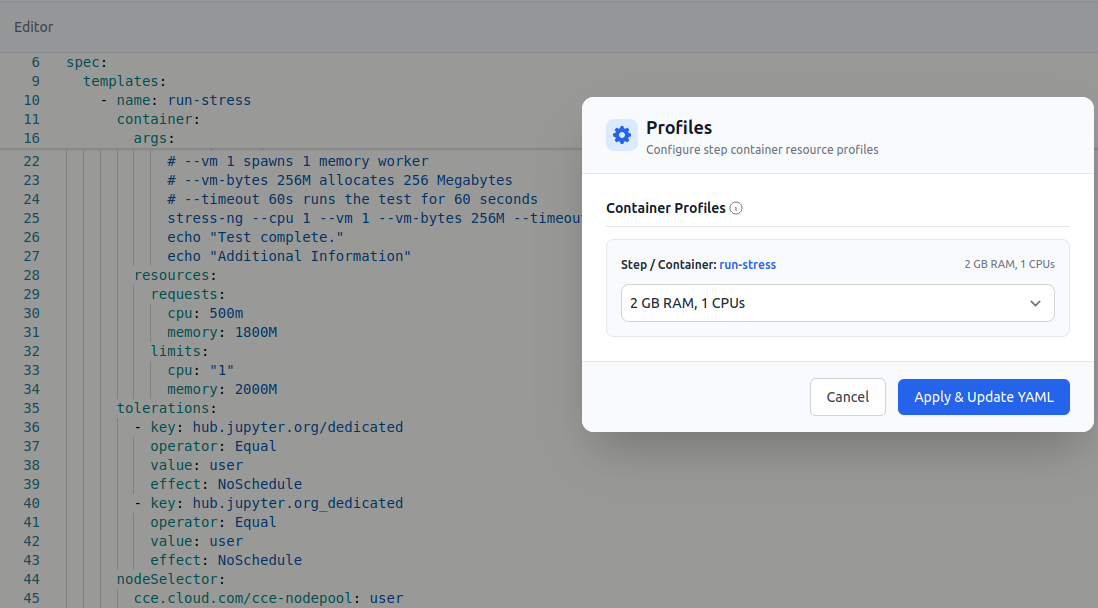 Editor
6 spec:
9 templates:
10 - name: run-stress
11 container:
16 args:
22 # --vm 1 spawns 1 memory worker
23 # --vm-bytes 256M allocates 256 Megabytes
24 # --timeout 60s runs the test for 60 seconds
25 stress-ng --cpu 1 --vm 1 --vm-bytes 256M --timeou
26 echo "Test complete."
27 echo "Additional Information"
28 resources:
29 requests:
30 cpu: 500m
31 memory: 1800M
32 limits:
33 cpu: "1"
34 memory: 2000M
35 tolerations:
36 - key: hub.jupyter.org/dedicated
37 operator: Equal
38 value: user
39 effect: NoSchedule
40 - key: hub.jupyter.org_dedicated
41 operator: Equal
42 value: user
43 effect: NoSchedule
44 nodeSelector:
45 cce.cloud.com/cce-nodepool: user
Profiles
Configure step container resource profiles
Container Profiles
Step / Container: run-stress 2 GB RAM, 1 CPUs
2 GB RAM, 1 CPUs
Cancel Apply & Update YAML